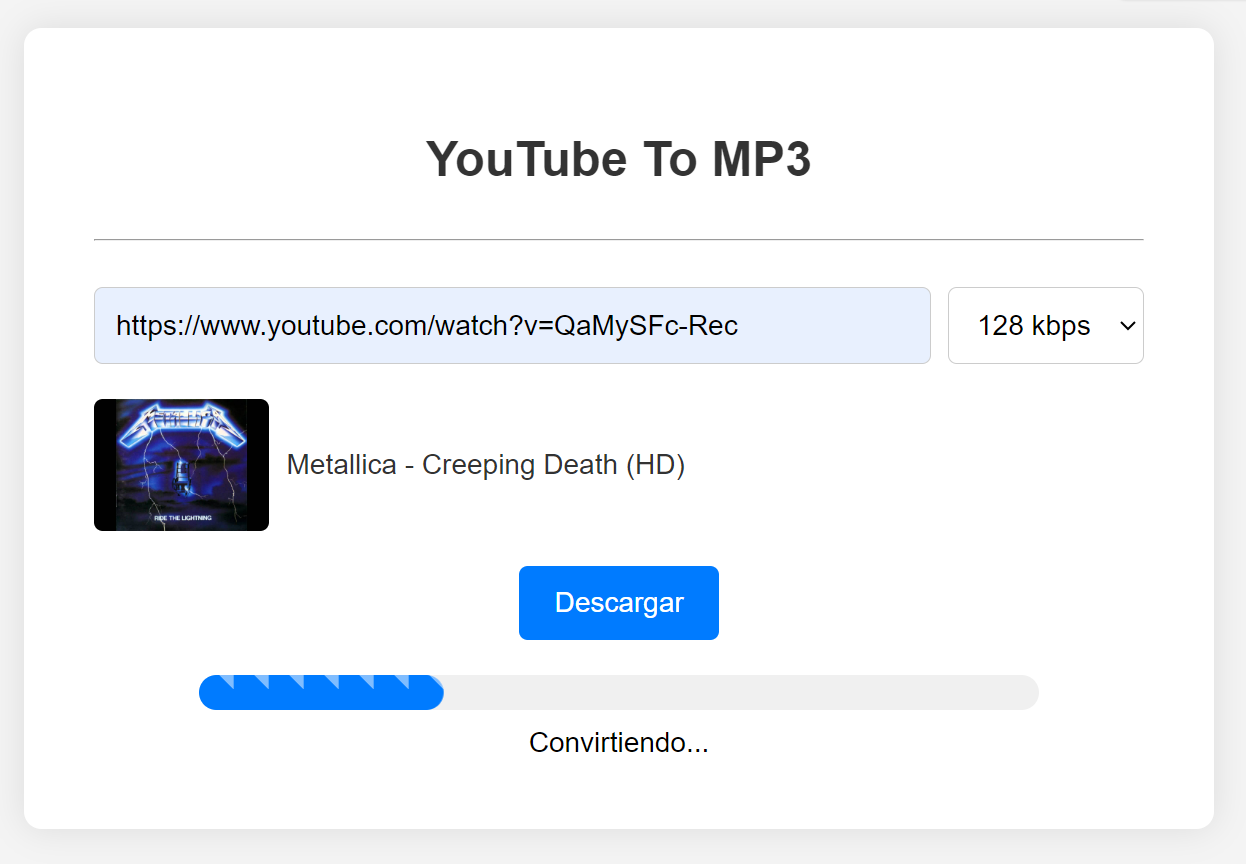 YouTube To MP3
https://www.youtube.com/watch?v=QaMySFc-Rec
128 kbps
METALLICA
RIDE THE LIGHTNING
Metallica - Creeping Death (HD)
Descargar
Convirtiendo...